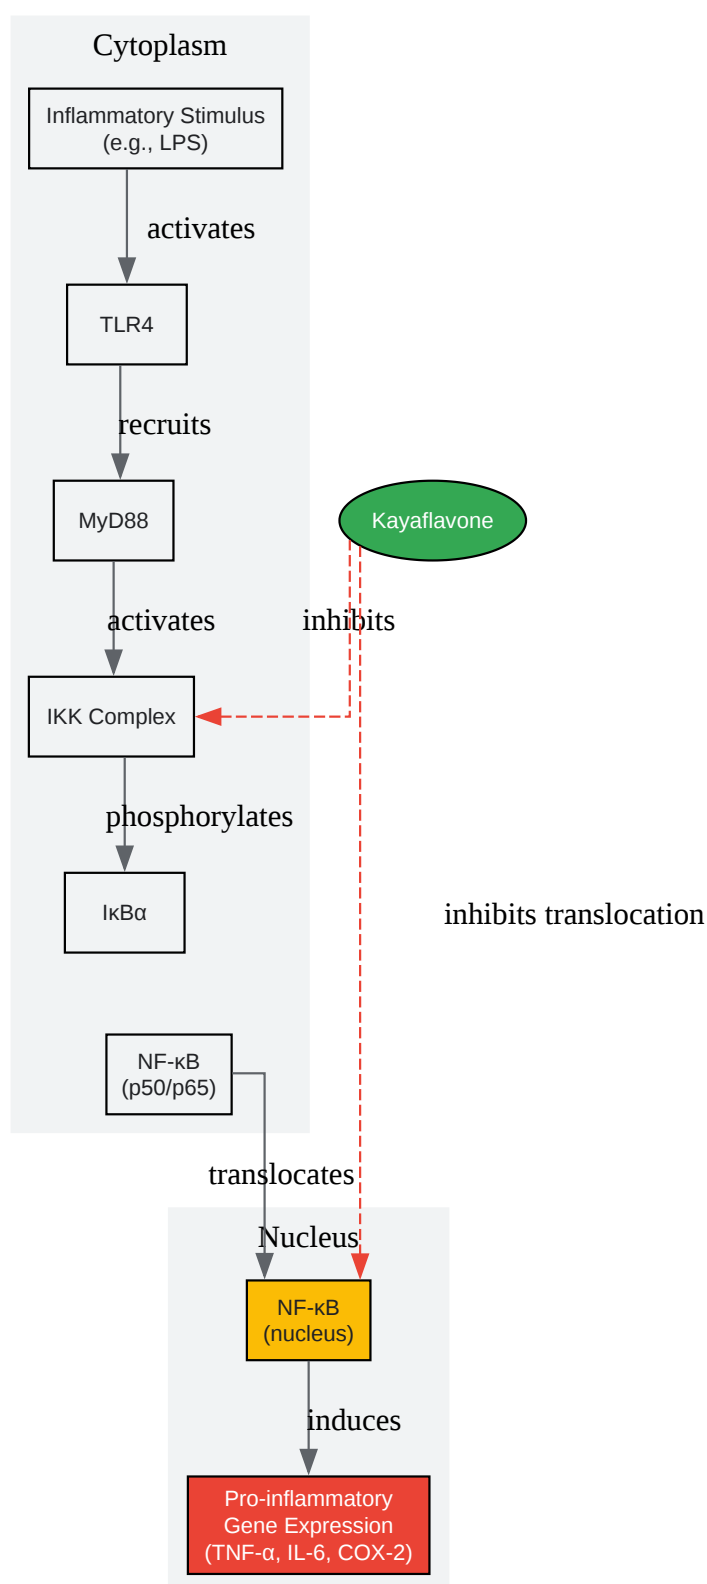 Cytoplasm
Inflammatory Stimulus
(e.g., LPS)
activates
TLR4
recruits
MyD88
Kayaflavone
activates
inhibits
IKK Complex
phosphorylates
IκBα
inhibits translocation
NF-κB
(p50/p65)
translocates
Nucleus
NF-κB
(nucleus)
induces
Pro-inflammatory
Gene Expression
(TNF-α, IL-6, COX-2)